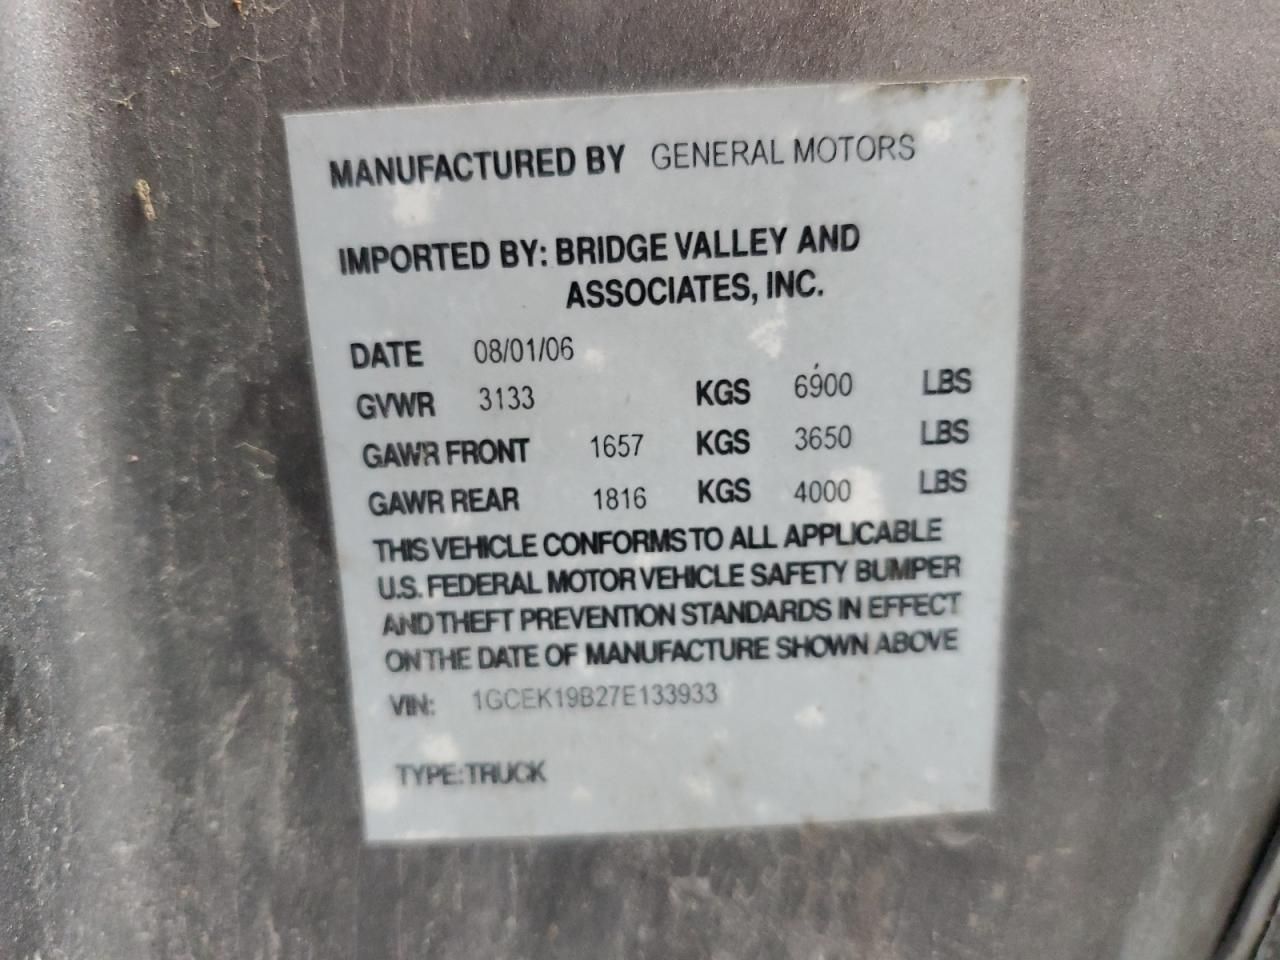 MANUFACTURED BY GENERAL MOTORS
IMPORTED BY: BRIDGE VALLEY AND
ASSOCIATES, INC.
DATE 08/01/06
GVWR 3133 KGS 6900 LBS
GAWR FRONT 1657 KGS 3650 LBS
GAWR REAR 1816 KGS 4000 LBS
THIS VEHICLE CONFORMS TO ALL APPLICABLE
U.S. FEDERAL MOTOR VEHICLE SAFETY BUMPER
AND THEFT PREVENTION STANDARDS IN EFFECT
ON THE DATE OF MANUFACTURE SHOWN ABOVE
VIN: 1GCEK19B27E133933
TYPE: TRUCK